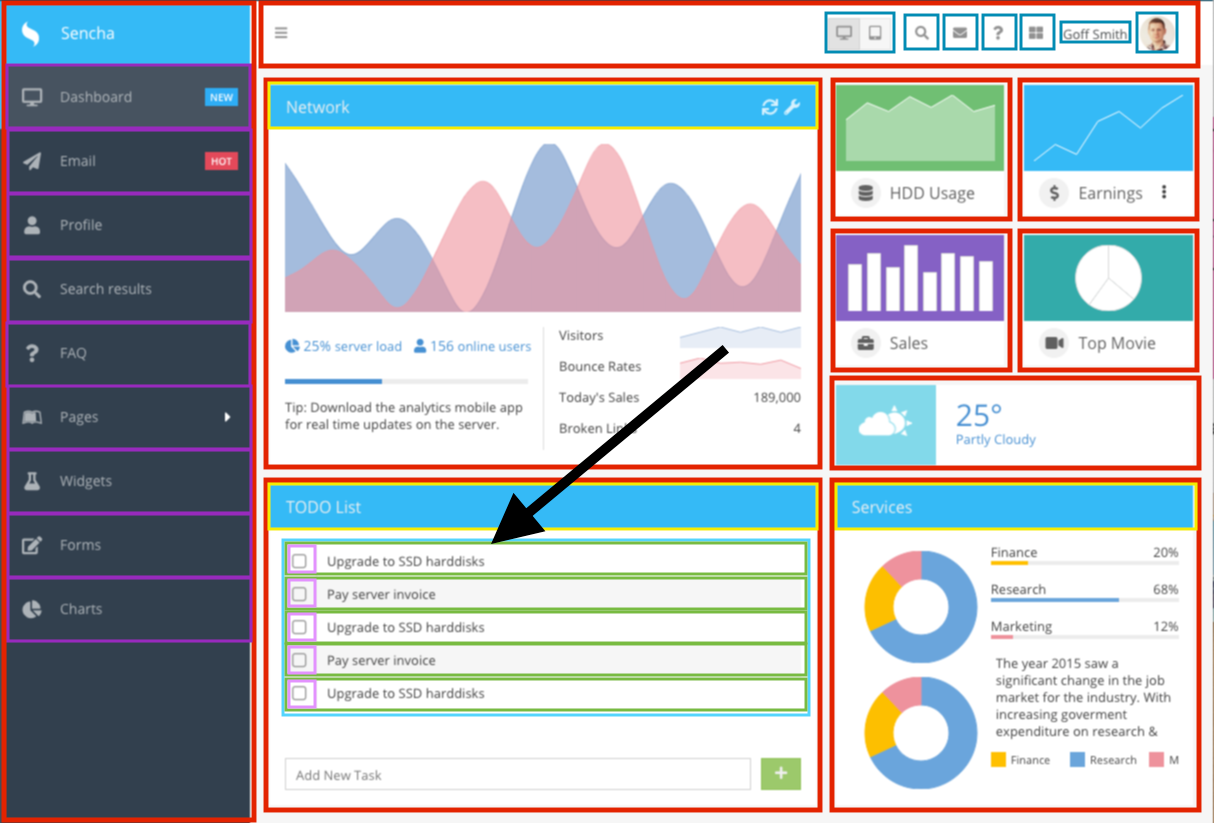 Sencha
Goff Smith
Dashboard
NEW
Email
HOT
Profile
Search results
FAQ
Pages
Widgets
Forms
Charts
Network
25% server load
156 online users
Tip: Download the analytics mobile app
for real time updates on the server.
Visitors
Bounce Rates
Today's Sales
189,000
Broken
4
HDD Usage
Earnings
Sales
Top Movie
25°
Partly Cloudy
TODO List
Upgrade to SSD harddisks
Pay server invoice
Upgrade to SSD harddisks
Pay server invoice
Upgrade to SSD harddisks
Add New Task
Services
Finance
20%
Research
68%
Marketing
12%
The year 2015 saw a
significant change in the job
market for the industry. With
increasing goverment
expenditure on research &
Finance
Research
M